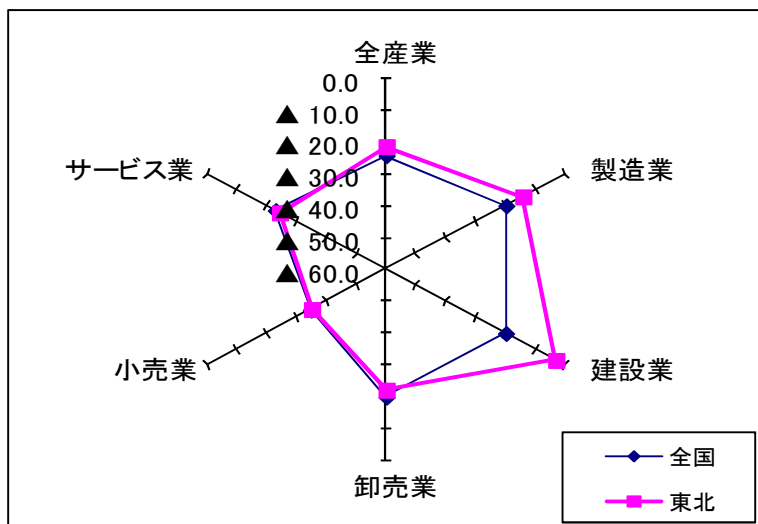 全産業
0.0
▲ 10.0
▲ 20.0
▲ 30.0
▲ 40.0
▲ 50.0
▲ 60.0
サービス業
製造業
小売業
建設業
卸売業
全国
東北